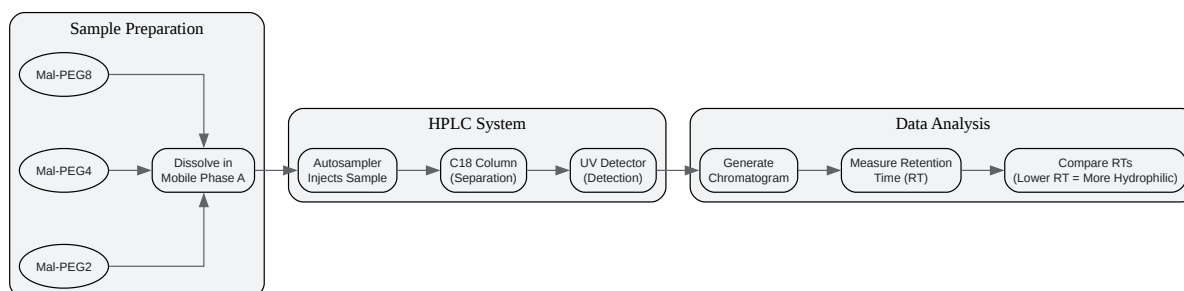 Sample Preparation
Mal-PEG8
Mal-PEG4
Mal-PEG2
Dissolve in
Mobile Phase A
HPLC System
Autosampler
Injects Sample
C18 Column
(Separation)
UV Detector
(Detection)
Data Analysis
Generate
Chromatogram
Measure Retention
Time (RT)
Compare RTs
(Lower RT = More Hydrophilic)